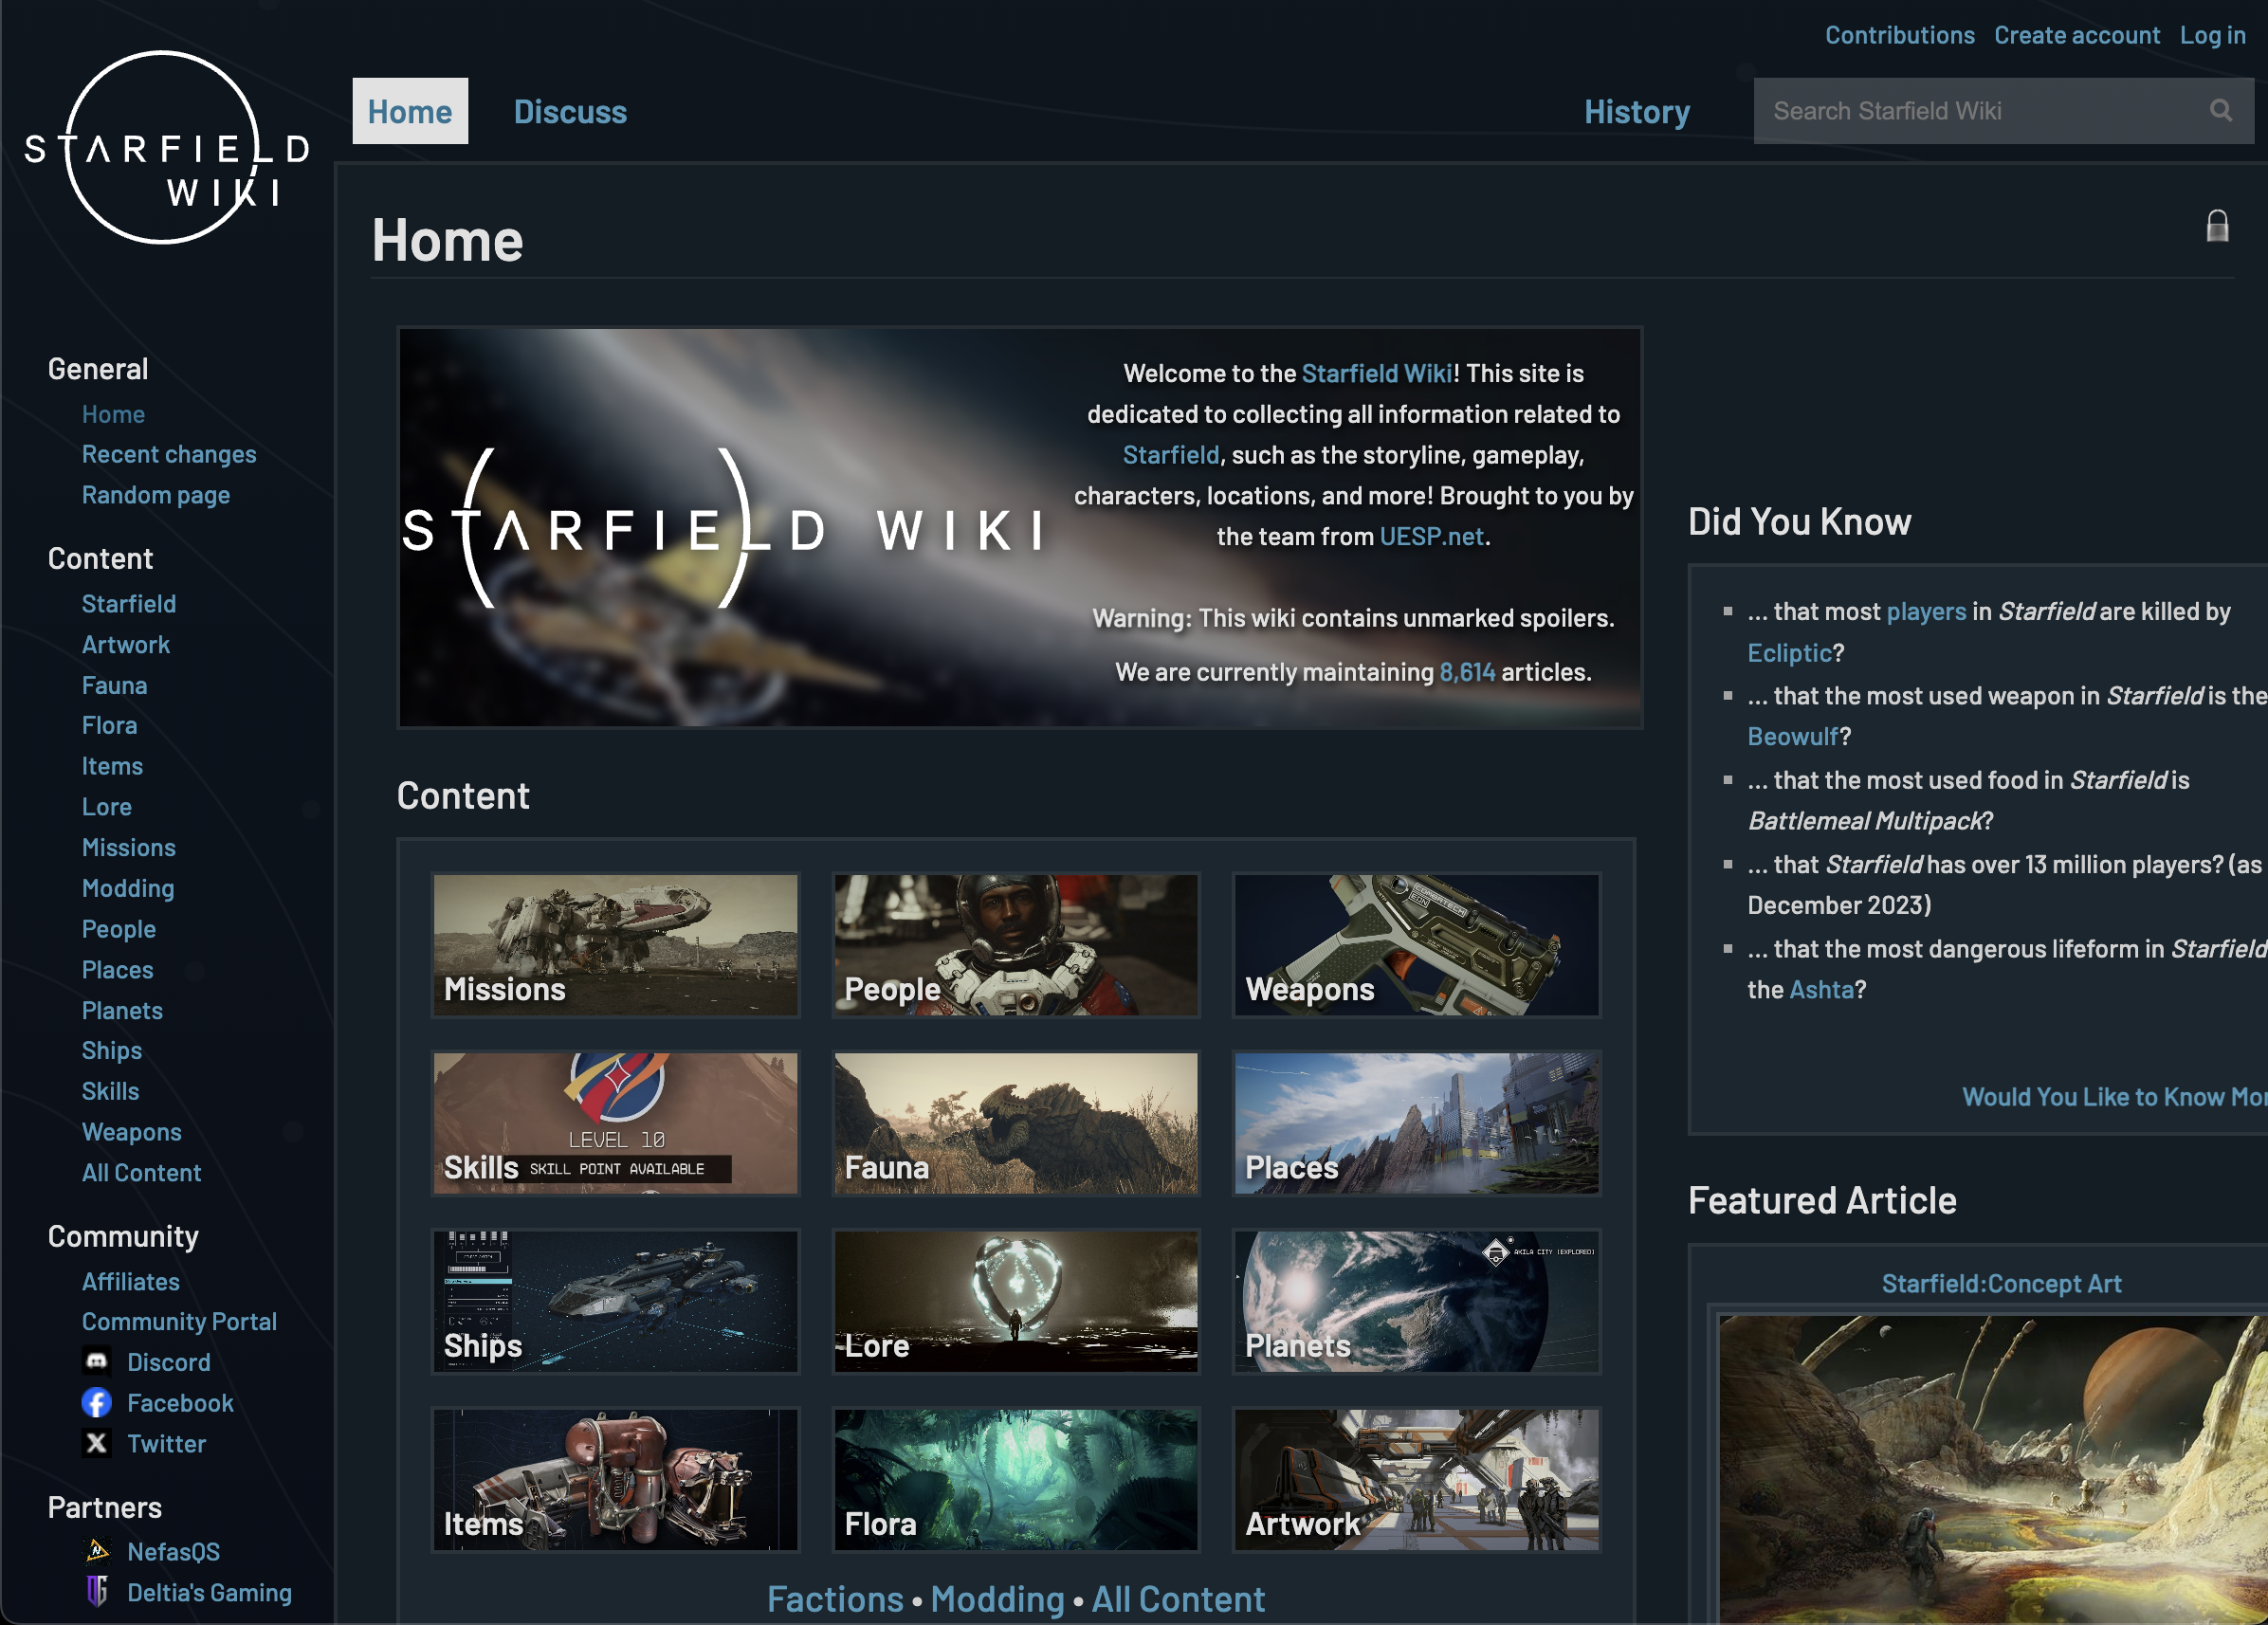 Contributions Create account Log in
STARFIELD
WIKI
Home Discuss History Search Starfield Wiki
Home
General
Home
Recent changes
Random page
Content
Starfield
Artwork
Fauna
Flora
Items
Lore
Missions
Modding
People
Places
Planets
Ships
Skills
Weapons
All Content
Community
Affiliates
Community Portal
Discord
Facebook
Twitter
Partners
NefasQS
Deltia's Gaming
STARFIELD WIKI
Welcome to the Starfield Wiki! This site is
dedicated to collecting all information related to
Starfield, such as the storyline, gameplay,
characters, locations, and more! Brought to you by
the team from UESP.net.
Warning: This wiki contains unmarked spoilers.
We are currently maintaining 8,614 articles.
Content
Missions
People
COMBATECH
EON
Weapons
LEVEL 10
Skills SKILL POINT AVAILABLE
Fauna
Places
Ships
Lore
AKILA CITY [EXPLORED]
Planets
Items
Flora
Artwork
Factions • Modding • All Content
Did You Know
... that most players in Starfield are killed by
Ecliptic?
... that the most used weapon in Starfield is the
Beowulf?
... that the most used food in Starfield is
Battlemeal Multipack?
... that Starfield has over 13 million players? (as
December 2023)
... that the most dangerous lifeform in Starfield
the Ashta?
Would You Like to Know Mor
Featured Article
Starfield:Concept Art